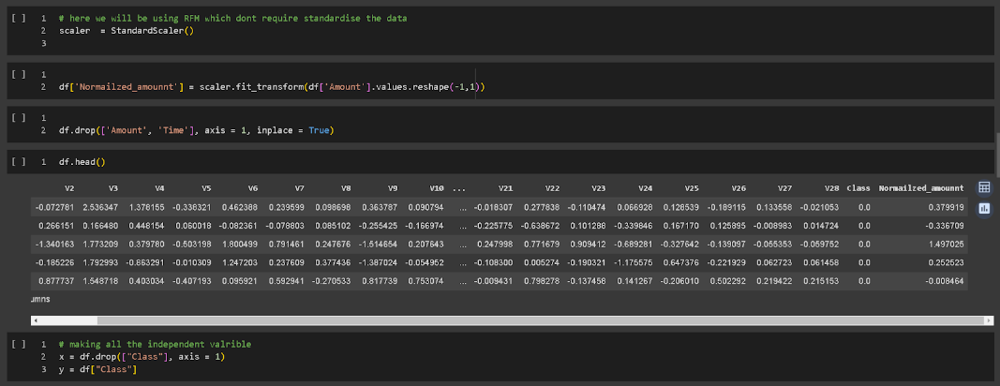 [ ] 1 # here we will be using RFM which dont require standardise the data
2 scaler = StandardScaler()
3
[ ] 1
2 df['Normailzed_amounnt'] = scaler.fit_transform(df['Amount'].values.reshape(-1,1))
[ ] 1
2 df.drop(['Amount', 'Time'], axis = 1, inplace = True)
[ ] 1 df.head()
V2 V3 V4 V5 V6 V7 V8 V9 V10 ... V21 V22 V23 V24 V25 V26 V27 V28 Class Normailzed_amounnt
-0.072781 2.536347 1.378155 -0.338321 0.462388 0.239599 0.098698 0.363787 0.090794 ... -0.018307 0.277838 -0.110474 0.066928 0.128539 -0.189115 0.133558 -0.021053 0.0 0.379919
0.266151 0.166480 0.448154 0.060018 -0.082361 -0.078803 0.085102 -0.255425 -0.166974 ... -0.225775 -0.638672 0.101288 -0.339846 0.167170 0.125895 -0.008983 0.014724 0.0 -0.336709
-1.340163 1.773209 0.379780 -0.503198 1.800499 0.791461 0.247676 -1.514654 0.207643 ... 0.247998 0.771679 0.909412 -0.689281 -0.327642 -0.139097 -0.055353 -0.059752 0.0 1.497025
-0.185226 1.792993 -0.863291 -0.010309 1.247203 0.237609 0.377436 -1.387024 -0.054952 ... -0.108300 0.005274 -0.190321 -1.175575 0.647376 -0.221929 0.062723 0.061458 0.0 0.252523
0.877737 1.548718 0.403034 -0.407193 0.095921 0.592941 -0.270533 0.817739 0.753074 ... -0.009431 0.798278 -0.137458 0.141267 -0.206010 0.502292 0.219422 0.215153 0.0 -0.008464
umns
[ ] 1 # making all the independent valrible
2 x = df.drop(["Class"], axis = 1)
3 y = df["Class"]